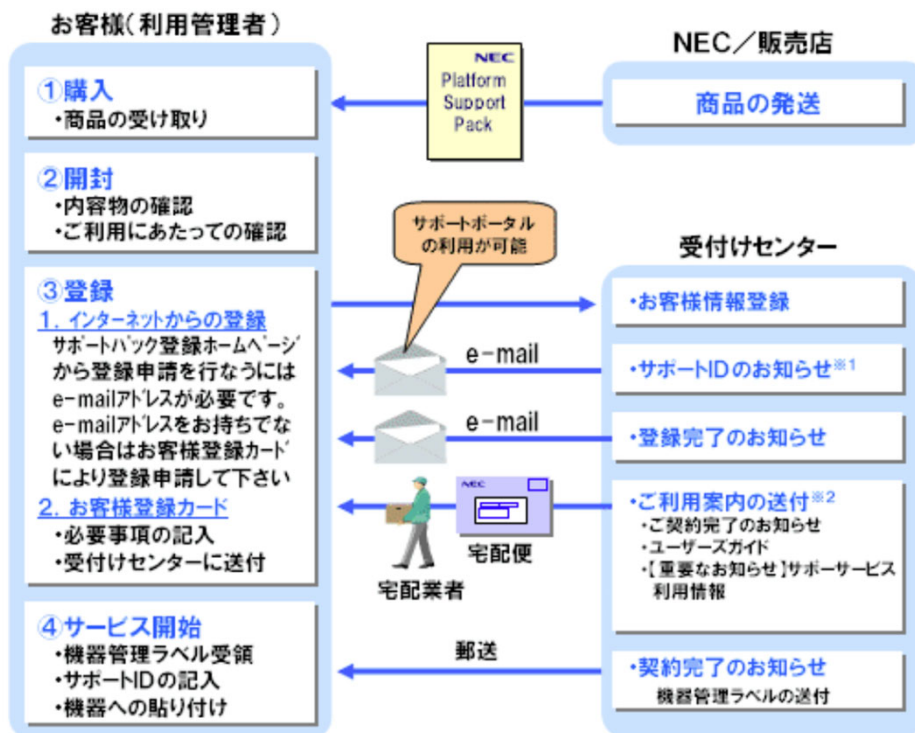 お客様(利用管理者)
①購入
・商品の受け取り
②開封
・内容物の確認
・ご利用にあたっての確認
③登録
1. インターネットからの登録
サポートパック登録ホームページ
から登録申請を行なうには
e-mailアドレスが必要です。
e-mailアドレスをお持ちでな
い場合はお客様登録カード
により登録申請して下さい
2. お客様登録カード
・必要事項の記入
・受付けセンターに送付
④サービス開始
・機器管理ラベル受領
・サポートIDの記入
・機器への貼り付け
NEC
Platform
Support
Pack
サポートポータル
の利用が可能
e-mail
e-mail
NEC
宅配便
宅配業者
郵送
NEC/販売店
商品の発送
受付けセンター
・お客様情報登録
・サポートIDのお知らせ※1
・登録完了のお知らせ
・ご利用案内の送付※2
・ご契約完了のお知らせ
・ユーザーズガイド
・【重要なお知らせ】サポーサービス
利用情報
・契約完了のお知らせ
機器管理ラベルの送付